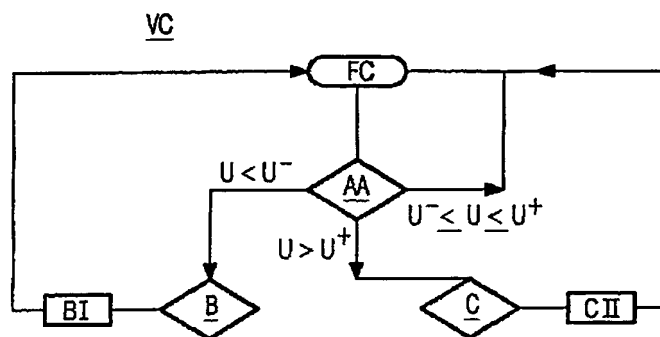 VC
FC
U < U⁻
AA
U⁻ ≤ U ≤ U⁺
U > U⁺
BI
B
C
CII